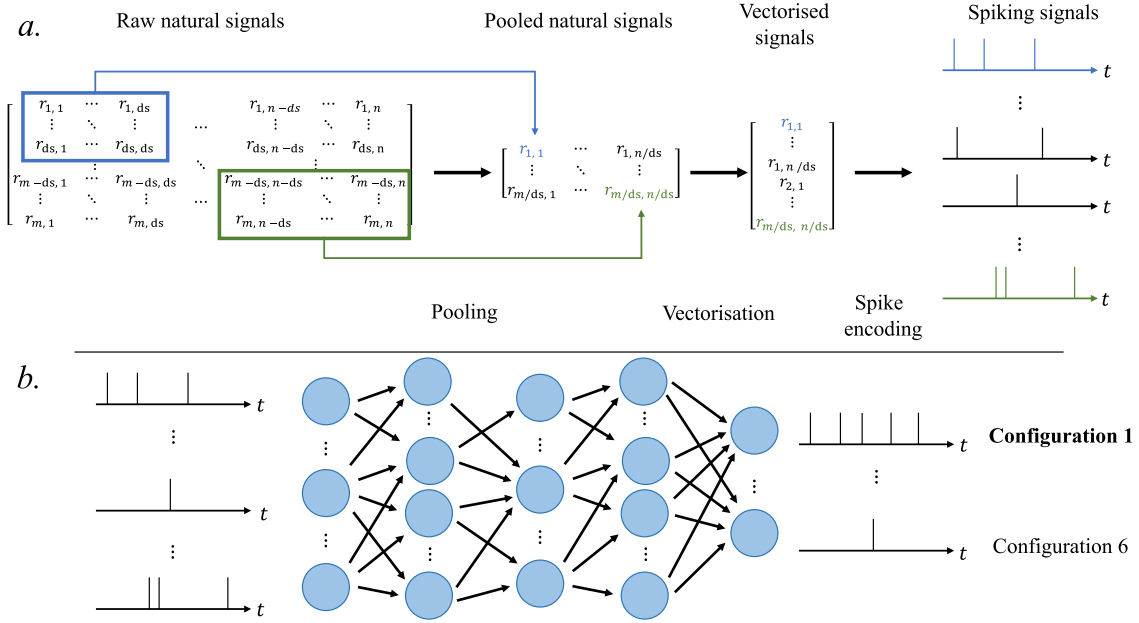 a.
Raw natural signals
Pooled natural signals
Vectorised
signals
Spiking signals
r1,1 ⋯ r1,ds r1,n−ds ⋯ r1,n
⋮ ⋱ ⋮ ⋯ ⋮ ⋱ ⋮
rds,1 ⋯ rds,ds rds,n−ds ⋯ rds,n
⋮ ⋱ ⋮
rm−ds,1 ⋯ rm−ds,ds rm−ds,n−ds ⋯ rm−ds,n
⋮ ⋱ ⋮ ⋯ ⋮ ⋱ ⋮
rm,1 ⋯ rm,ds rm,n−ds ⋯ rm,n
r1,1 ⋯ r1,n/ds
⋮ ⋱ ⋮
rm/ds,1 ⋯ rm/ds,n/ds
r1,1
⋮
r1,n/ds
r2,1
⋮
rm/ds, n/ds
t
⋮
t
t
⋮
t
Pooling
Vectorisation
Spike
encoding
b.
t
⋮
t
⋮
t
t
Configuration 1
⋮
t
Configuration 6